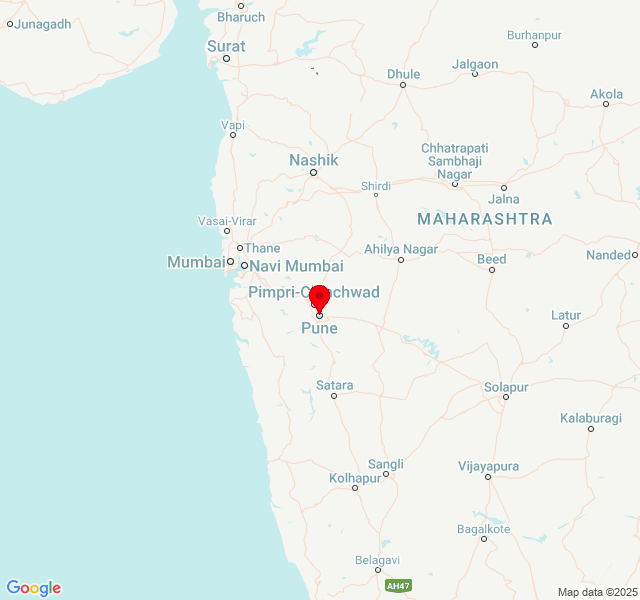 Junagadh
Bharuch
Surat
Burhanpur
Jalgaon
Dhule
Akola
Vapi
Nashik
Chhatrapati
Sambhaji
Nagar
Shirdi
Jalna
MAHARASHTRA
Vasai-Virar
Thane
Ahilya Nagar
Nanded
Mumbai
Navi Mumbai
Beed
Pimpri-Chinchwad
Pune
Latur
Satara
Solapur
Kalaburagi
Sangli
Vijayapura
Kolhapur
Bagalkote
Belagavi
AH47
Google
Map data ©2025